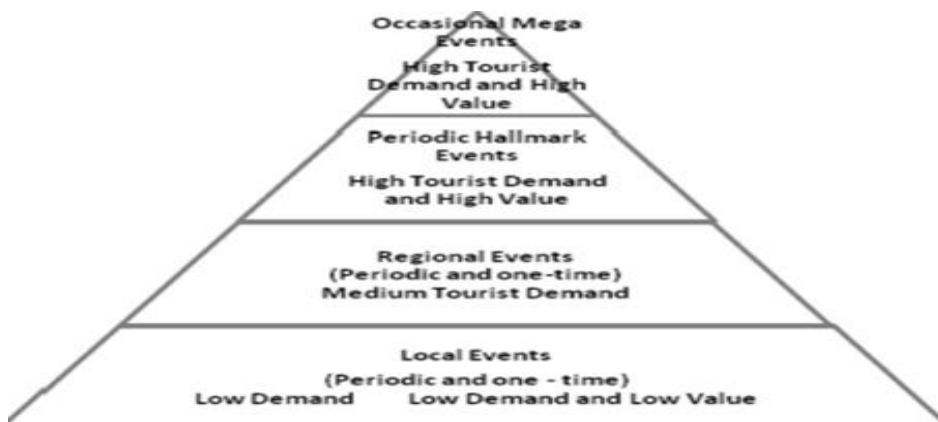 Occasional Mega
Events
High Tourist
Demand and High
Value
Periodic Hallmark
Events
High Tourist Demand
and High Value
Regional Events
(Periodic and one-time)
Medium Tourist Demand
Local Events
(Periodic and one - time)
Low Demand Low Demand and Low Value